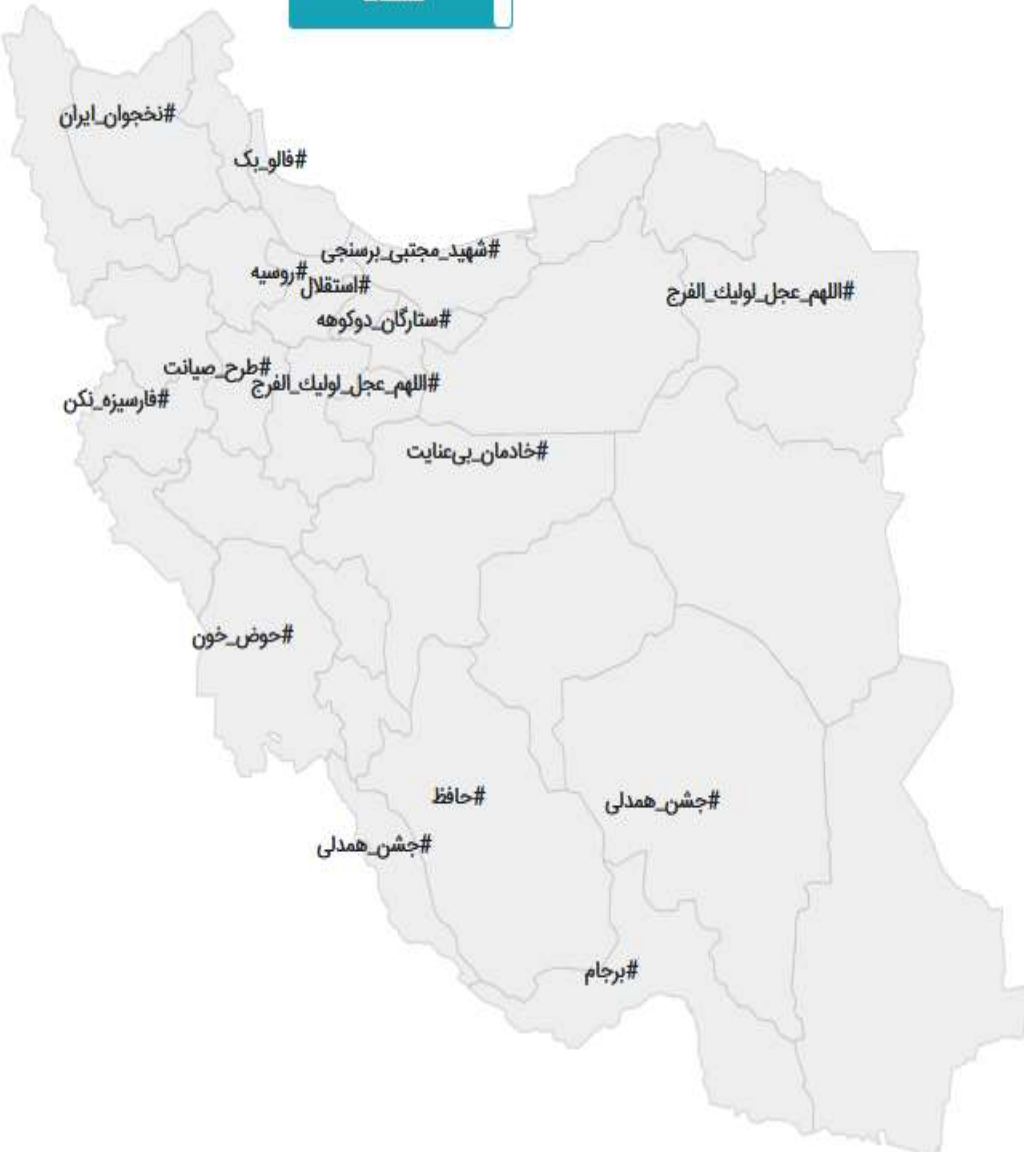 #نخجوان_ایران
#فالو_بک
#شهید_مجتبی_برسنجی
#روسیه
#استقلال
#اللهم_عجل_لولیك_الفرج
#ستارگان_دوکوهه
#طرح_صیانت
#اللهم_عجل_لولیك_الفرج
#فارسیزه_نکن
#خادمان_بی‌عنایت
#حوض_خون
#حافظ
#جشن_همدلی
#جشن_همدلی
#برجام